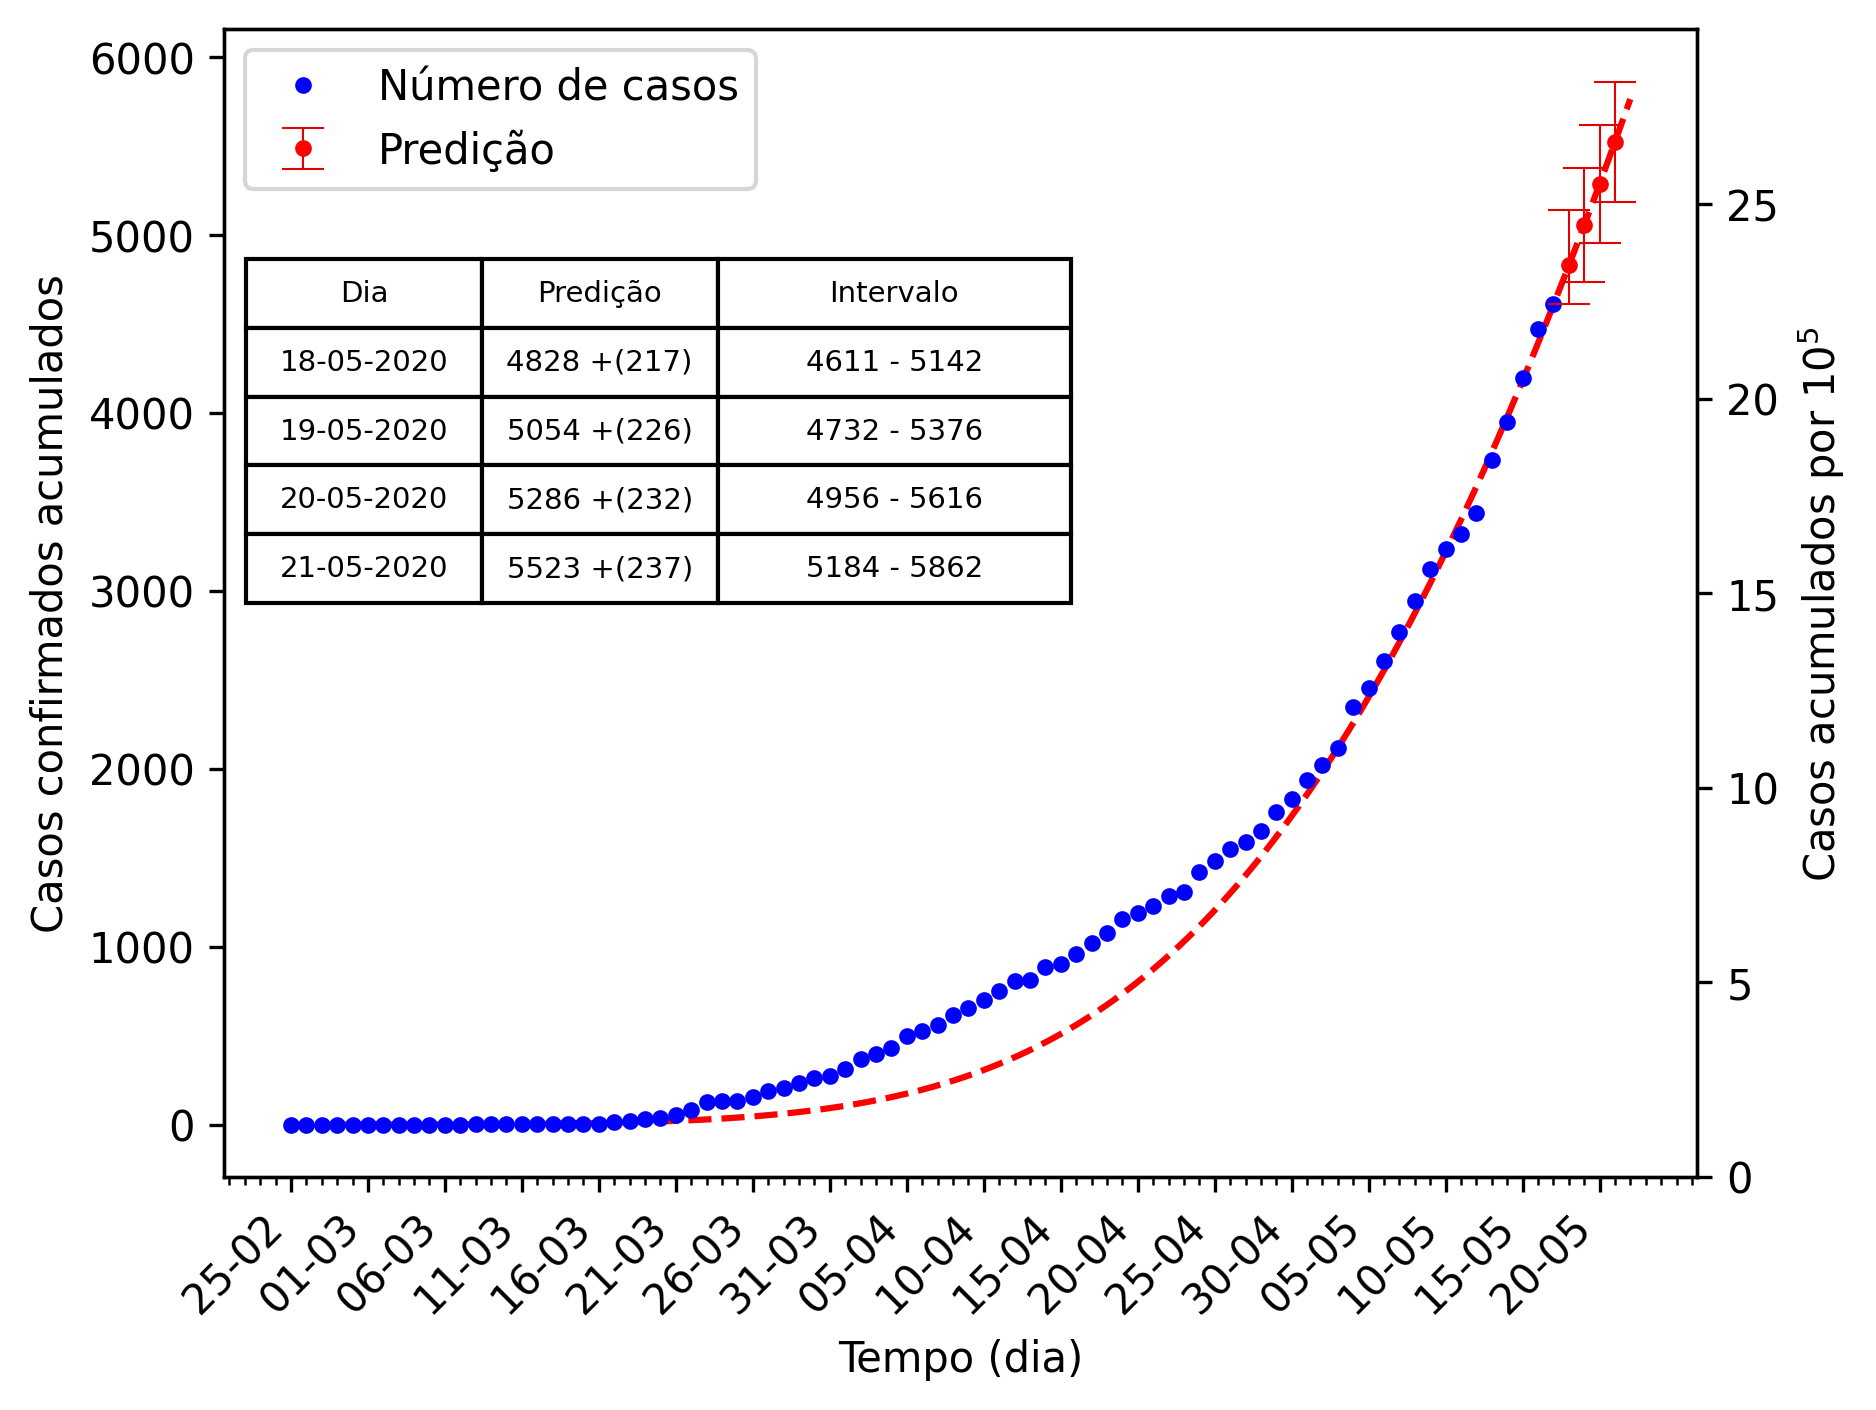 Número de casos
Predição
Dia Predição Intervalo
18-05-2020 4828 +(217) 4611 - 5142
19-05-2020 5054 +(226) 4732 - 5376
20-05-2020 5286 +(232) 4956 - 5616
21-05-2020 5523 +(237) 5184 - 5862
Casos confirmados acumulados
6000
5000
4000
3000
2000
1000
0
Casos acumulados por 10⁵
25
20
15
10
5
0
25-02 01-03 06-03 11-03 16-03 21-03 26-03 31-03 05-04 10-04 15-04 20-04 25-04 30-04 05-05 10-05 15-05 20-05
Tempo (dia)